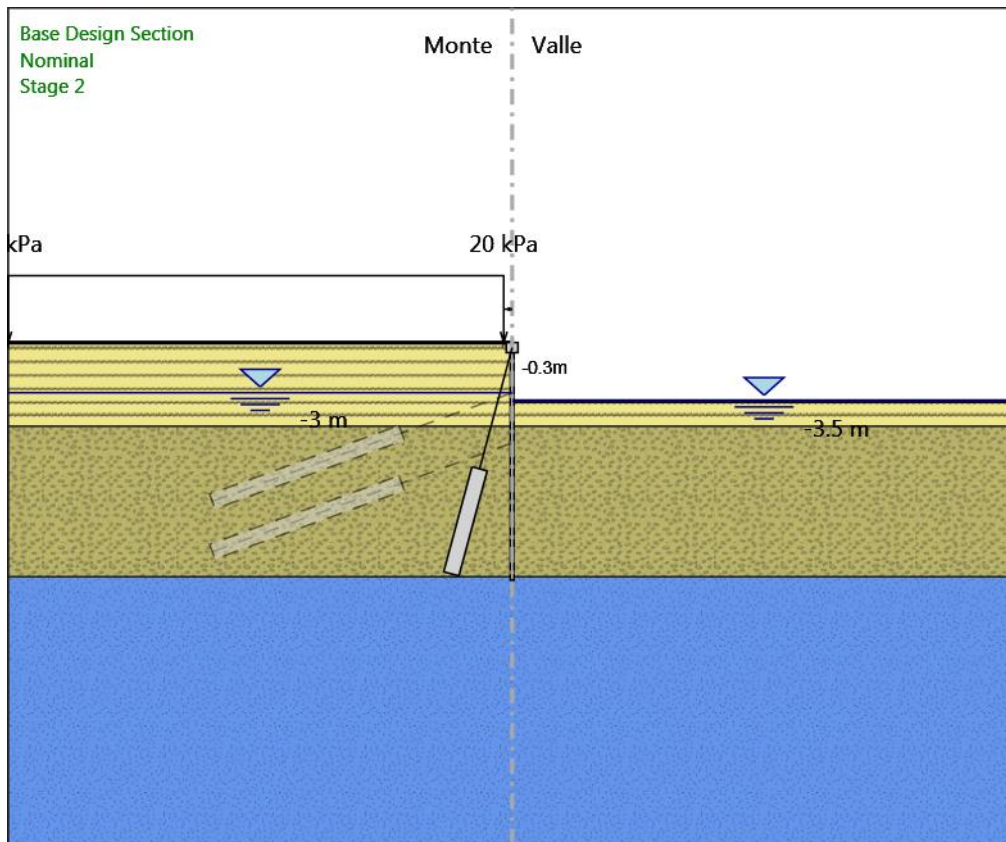 Base Design Section
Nominal
Stage 2
Monte
Valle
kPa
20 kPa
-0.3m
-3 m
-3.5 m